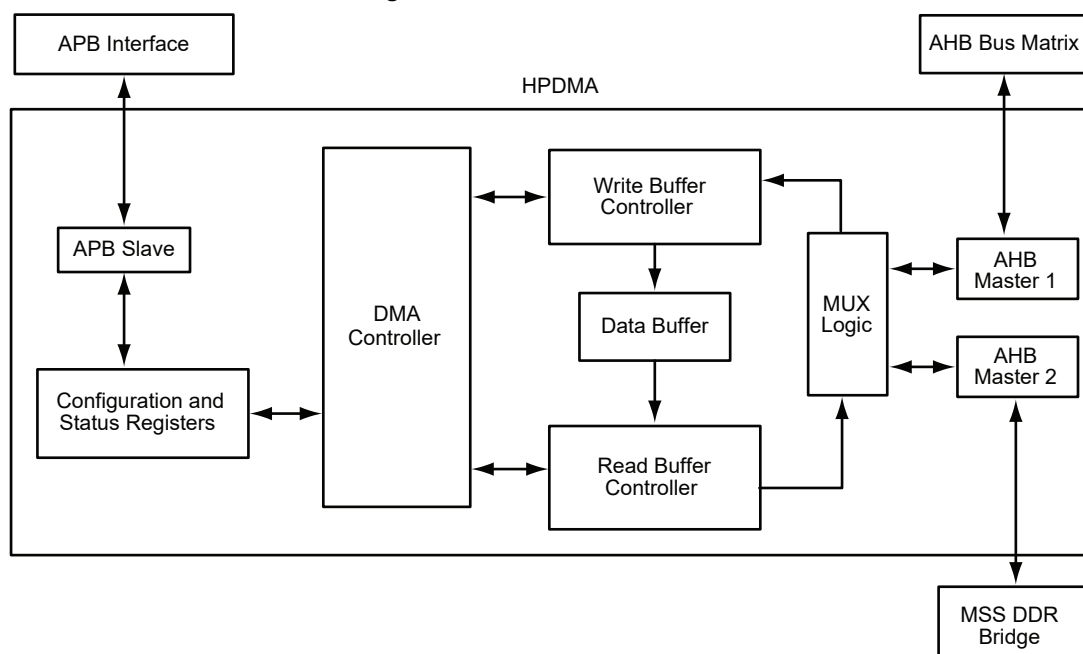 APB Interface
AHB Bus Matrix
HPDMA
Write Buffer
Controller
APB Slave
DMA
Controller
Data Buffer
MUX
Logic
AHB
Master 1
AHB
Master 2
Configuration and
Status Registers
Read Buffer
Controller
MSS DDR
Bridge